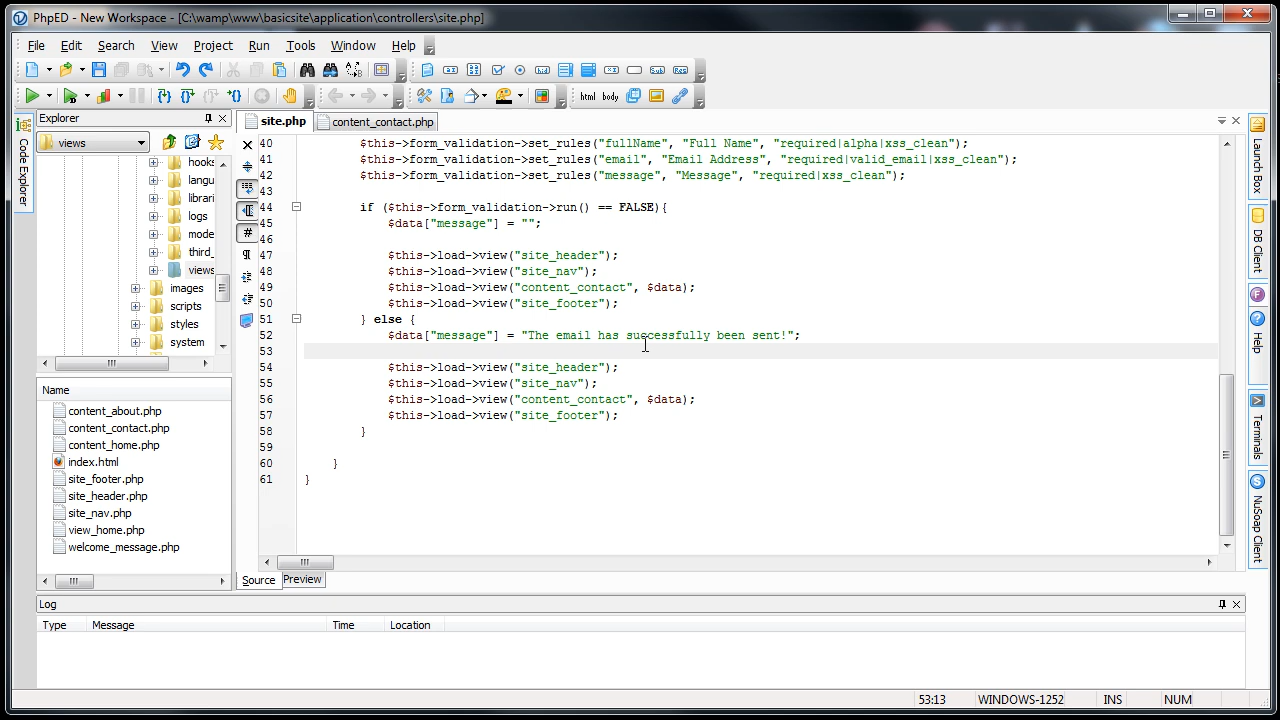 PhpED - New Workspace - [C:\wamp\www\basicsite\application\controllers\site.php]
File Edit Search View Project Run Tools Window Help
html body
Explorer
site.php content_contact.php
views
Code Explorer
hooks
langu
librari
logs
mode
third_
views
images
scripts
styles
system
40 $this->form_validation->set_rules("fullName", "Full Name", "required|alpha|xss_clean");
41 $this->form_validation->set_rules("email", "Email Address", "required|valid_email|xss_clean");
42 $this->form_validation->set_rules("message", "Message", "required|xss_clean");
43
44 if ($this->form_validation->run() == FALSE){
45 $data["message"] = "";
46
47 $this->load->view("site_header");
48 $this->load->view("site_nav");
49 $this->load->view("content_contact", $data);
50 $this->load->view("site_footer");
51 } else {
52 $data["message"] = "The email has successfully been sent!";
53
54 $this->load->view("site_header");
55 $this->load->view("site_nav");
56 $this->load->view("content_contact", $data);
57 $this->load->view("site_footer");
58 }
59
60 }
61 }
Name
content_about.php
content_contact.php
content_home.php
index.html
site_footer.php
site_header.php
site_nav.php
view_home.php
welcome_message.php
Source Preview
Launch Box
DB Client
Help
Terminals
NuSoap Client
Log
Type Message Time Location
53:13 WINDOWS-1252 INS NUM